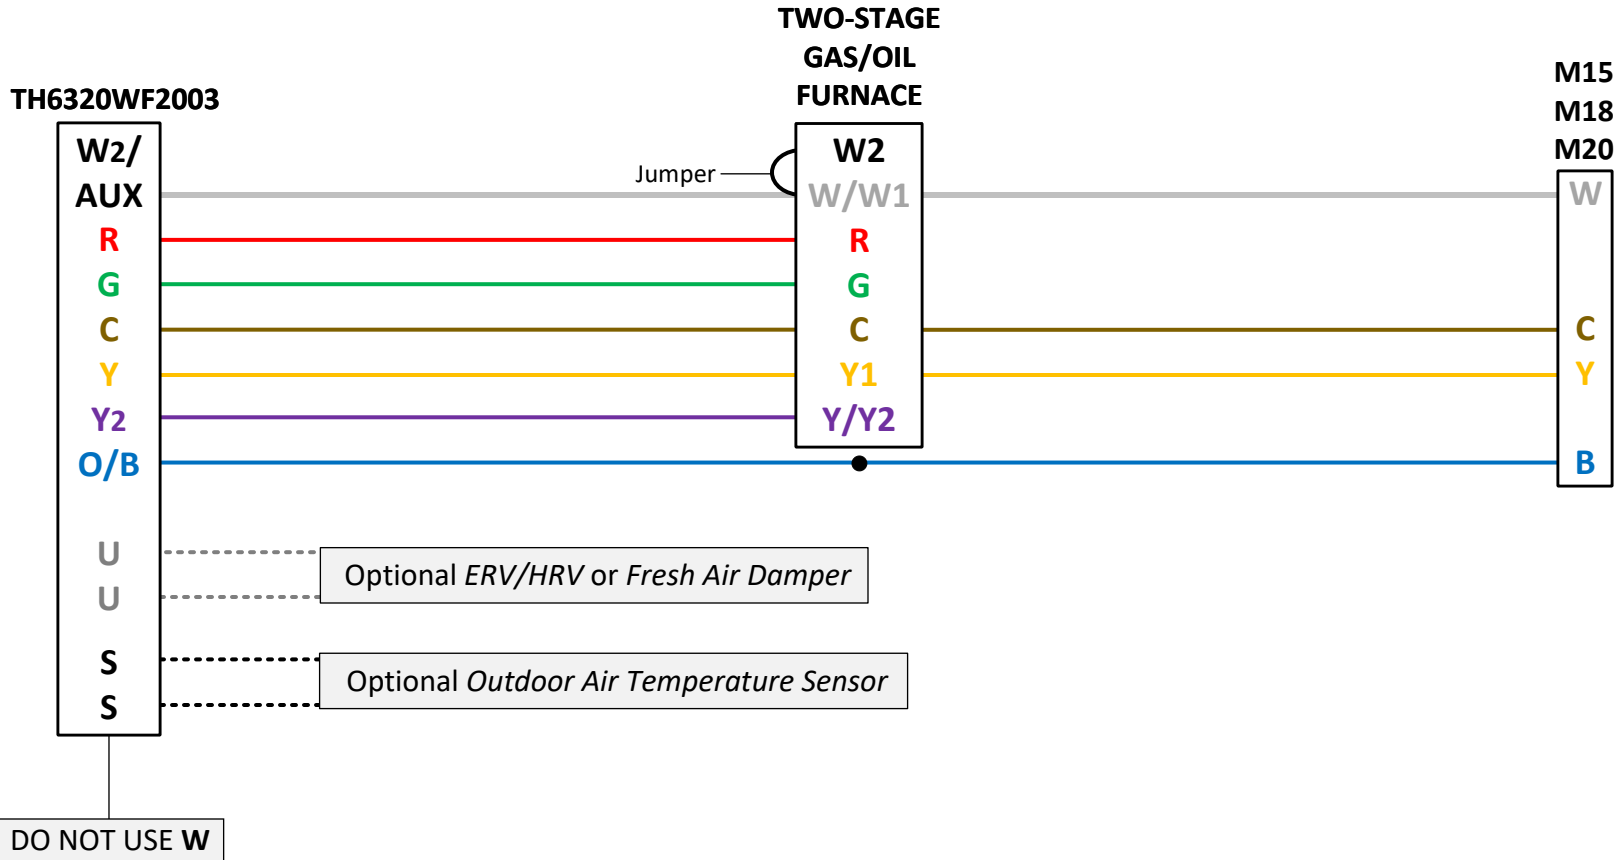 TWO-STAGE
GAS/OIL
FURNACE
TH6320WF2003
M15
M18
M20
W2/
AUX
R
G
C
Y
Y2
O/B
U
U
S
S
Jumper
W2
W/W1
R
G
C
Y1
Y/Y2
W
C
Y
B
Optional ERV/HRV or Fresh Air Damper
Optional Outdoor Air Temperature Sensor
DO NOT USE W